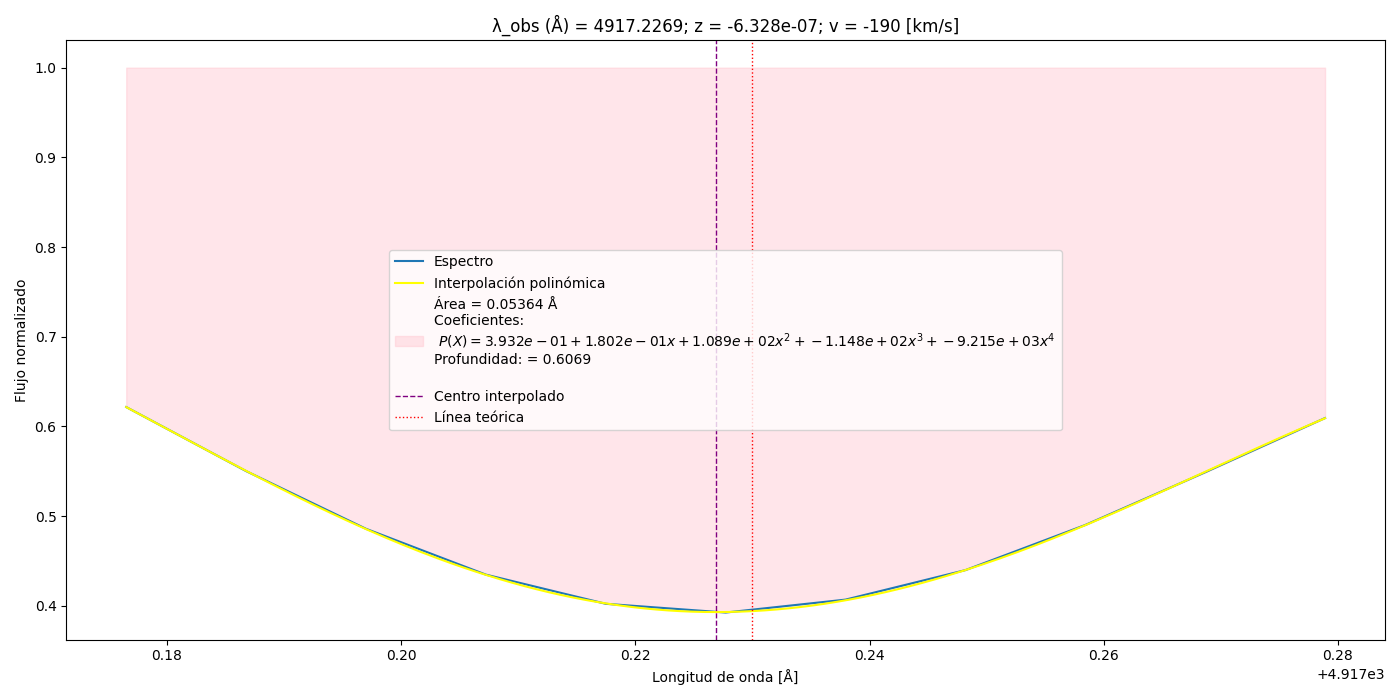 λ_obs (Å) = 4917.2269; z = -6.328e-07; v = -190 [km/s]
1.0
0.9
0.8
0.7
0.6
0.5
0.4
Flujo normalizado
Espectro
Interpolación polinómica
Área = 0.05364 Å
Coeficientes:
P(X) = 3.932e − 01 + 1.802e − 01x + 1.089e + 02x² + −1.148e + 02x³ + −9.215e + 03x⁴
Profundidad: = 0.6069
Centro interpolado
Línea teórica
0.18 0.20 0.22 0.24 0.26 0.28
+4.917e3
Longitud de onda [Å]